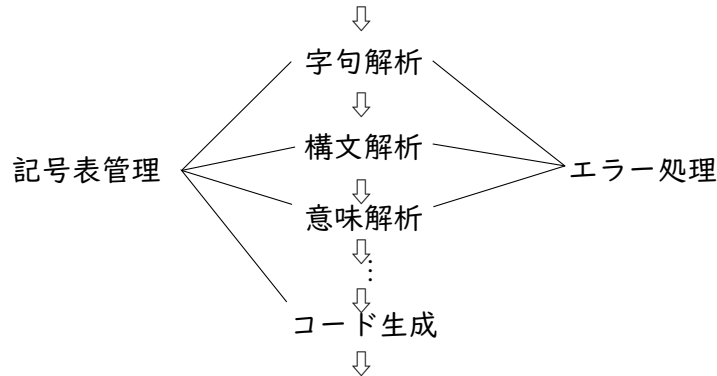 字句解析
構文解析
記号表管理
エラー処理
意味解析
⋮
コード生成